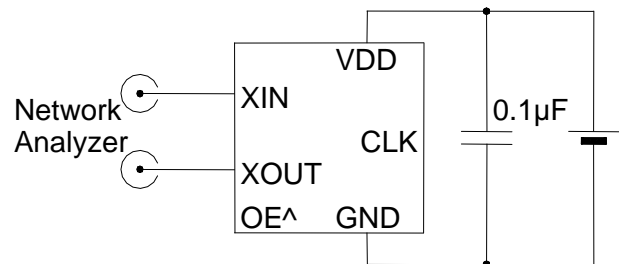 VDD
XIN
Network
Analyzer
0.1µF
CLK
XOUT
OE^
GND